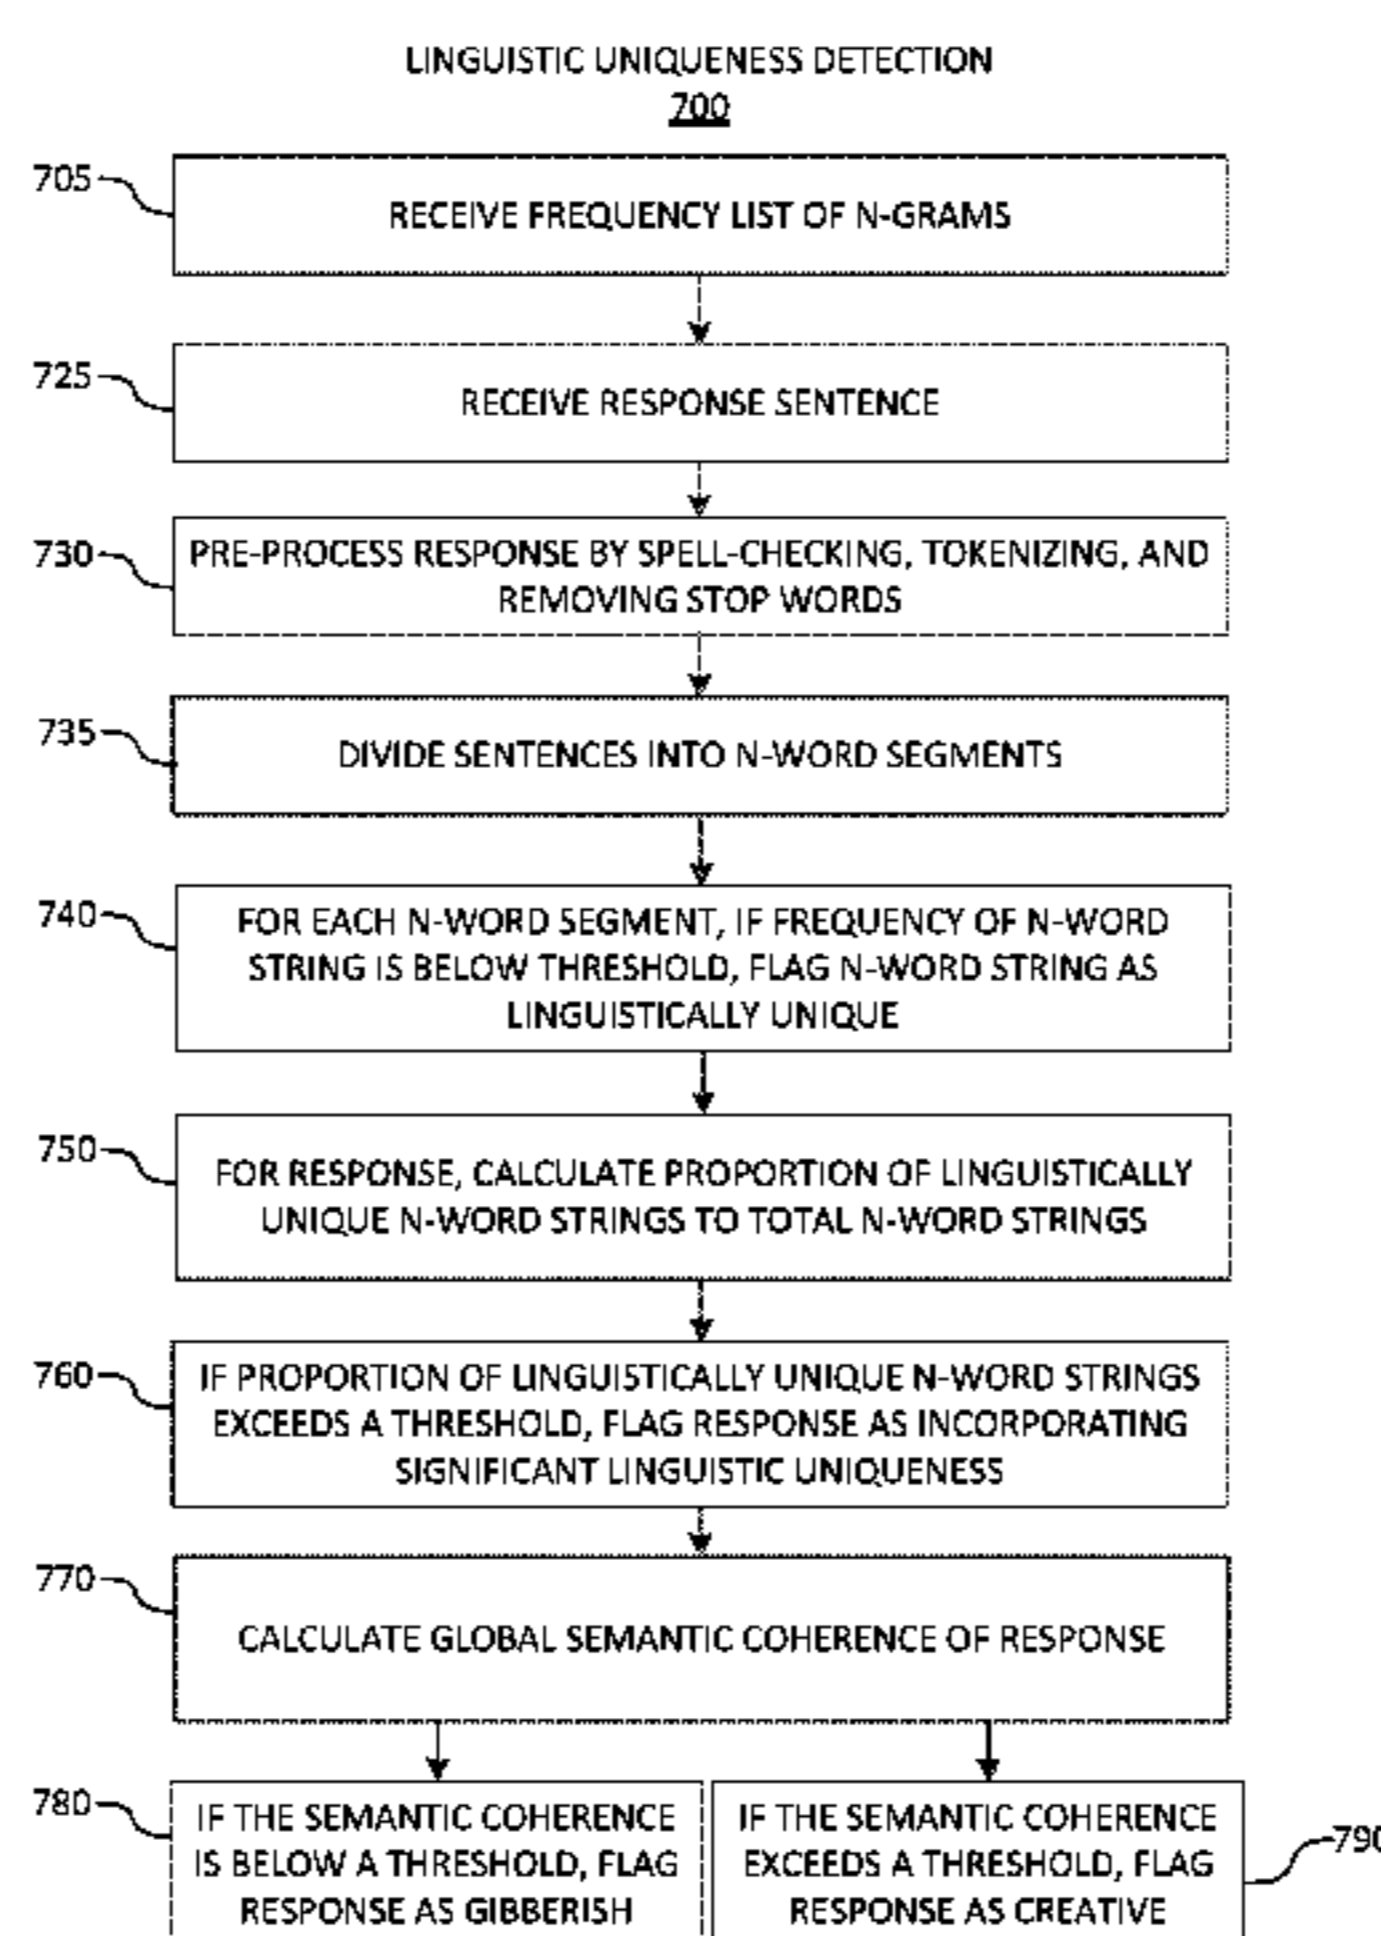 LINGUISTIC UNIQUENESS DETECTION
700
705
RECEIVE FREQUENCY LIST OF N-GRAMS
725
RECEIVE RESPONSE SENTENCE
730
PRE-PROCESS RESPONSE BY SPELL-CHECKING, TOKENIZING, AND
REMOVING STOP WORDS
735
DIVIDE SENTENCES INTO N-WORD SEGMENTS
740
FOR EACH N-WORD SEGMENT, IF FREQUENCY OF N-WORD
STRING IS BELOW THRESHOLD, FLAG N-WORD STRING AS
LINGUISTICALLY UNIQUE
750
FOR RESPONSE, CALCULATE PROPORTION OF LINGUISTICALLY
UNIQUE N-WORD STRINGS TO TOTAL N-WORD STRINGS
760
IF PROPORTION OF LINGUISTICALLY UNIQUE N-WORD STRINGS
EXCEEDS A THRESHOLD, FLAG RESPONSE AS INCORPORATING
SIGNIFICANT LINGUISTIC UNIQUENESS
770
CALCULATE GLOBAL SEMANTIC COHERENCE OF RESPONSE
780
IF THE SEMANTIC COHERENCE
IS BELOW A THRESHOLD, FLAG
RESPONSE AS GIBBERISH
IF THE SEMANTIC COHERENCE
EXCEEDS A THRESHOLD, FLAG
RESPONSE AS CREATIVE
790